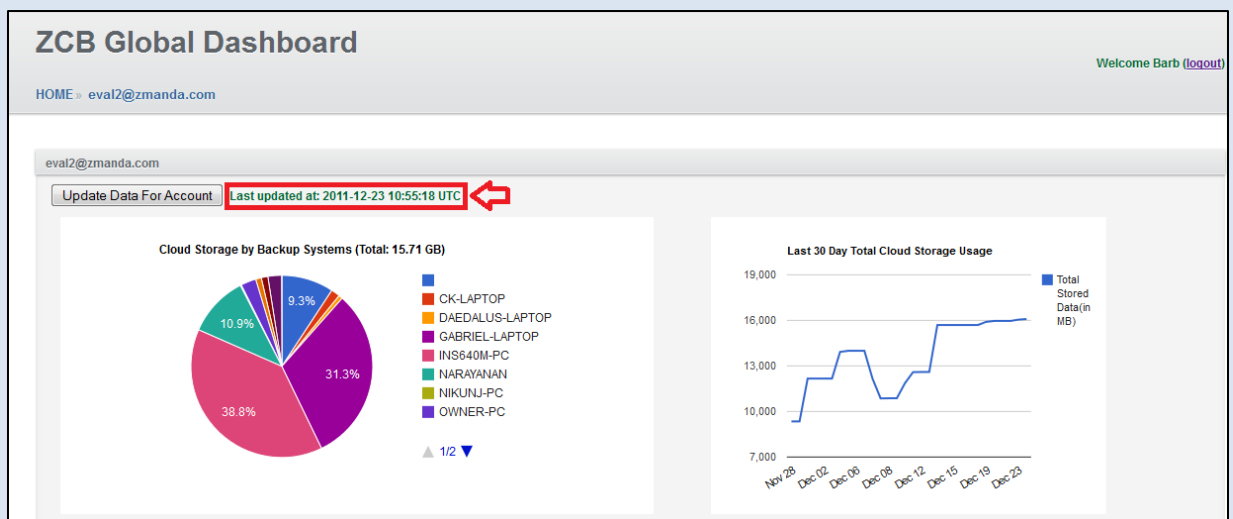 ZCB Global Dashboard
Welcome Barb (logout)
HOME » eval2@zmanda.com
eval2@zmanda.com
Update Data For Account
Last updated at: 2011-12-23 10:55:18 UTC
Cloud Storage by Backup Systems (Total: 15.71 GB)
9.3%
31.3%
38.8%
10.9%
CK-LAPTOP
DAEDALUS-LAPTOP
GABRIEL-LAPTOP
INS640M-PC
NARAYANAN
NIKUNJ-PC
OWNER-PC
1/2
Last 30 Day Total Cloud Storage Usage
19,000
16,000
13,000
10,000
7,000
Nov 28
Dec 02
Dec 06
Dec 08
Dec 12
Dec 15
Dec 19
Dec 23
Total
Stored
Data(in
MB)